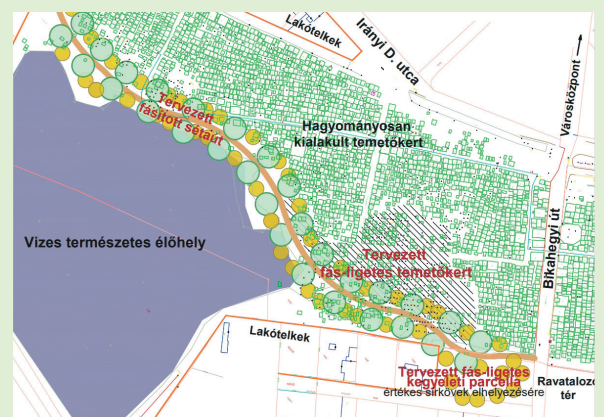 Lakótelkek
Irányi D. utca
Városközpont
Tervezett
fásított sétaút
Hagyományosan
kialakult temetőkert
Vizes természetes élőhely
Bikahegyi út
Tervezett
fás-ligetes temetőkert
Lakótelkek
Tervezett fás-ligetes
kegyeleti parcella
értékes sírkövek elhelyezésére
Ravatalozó
tér